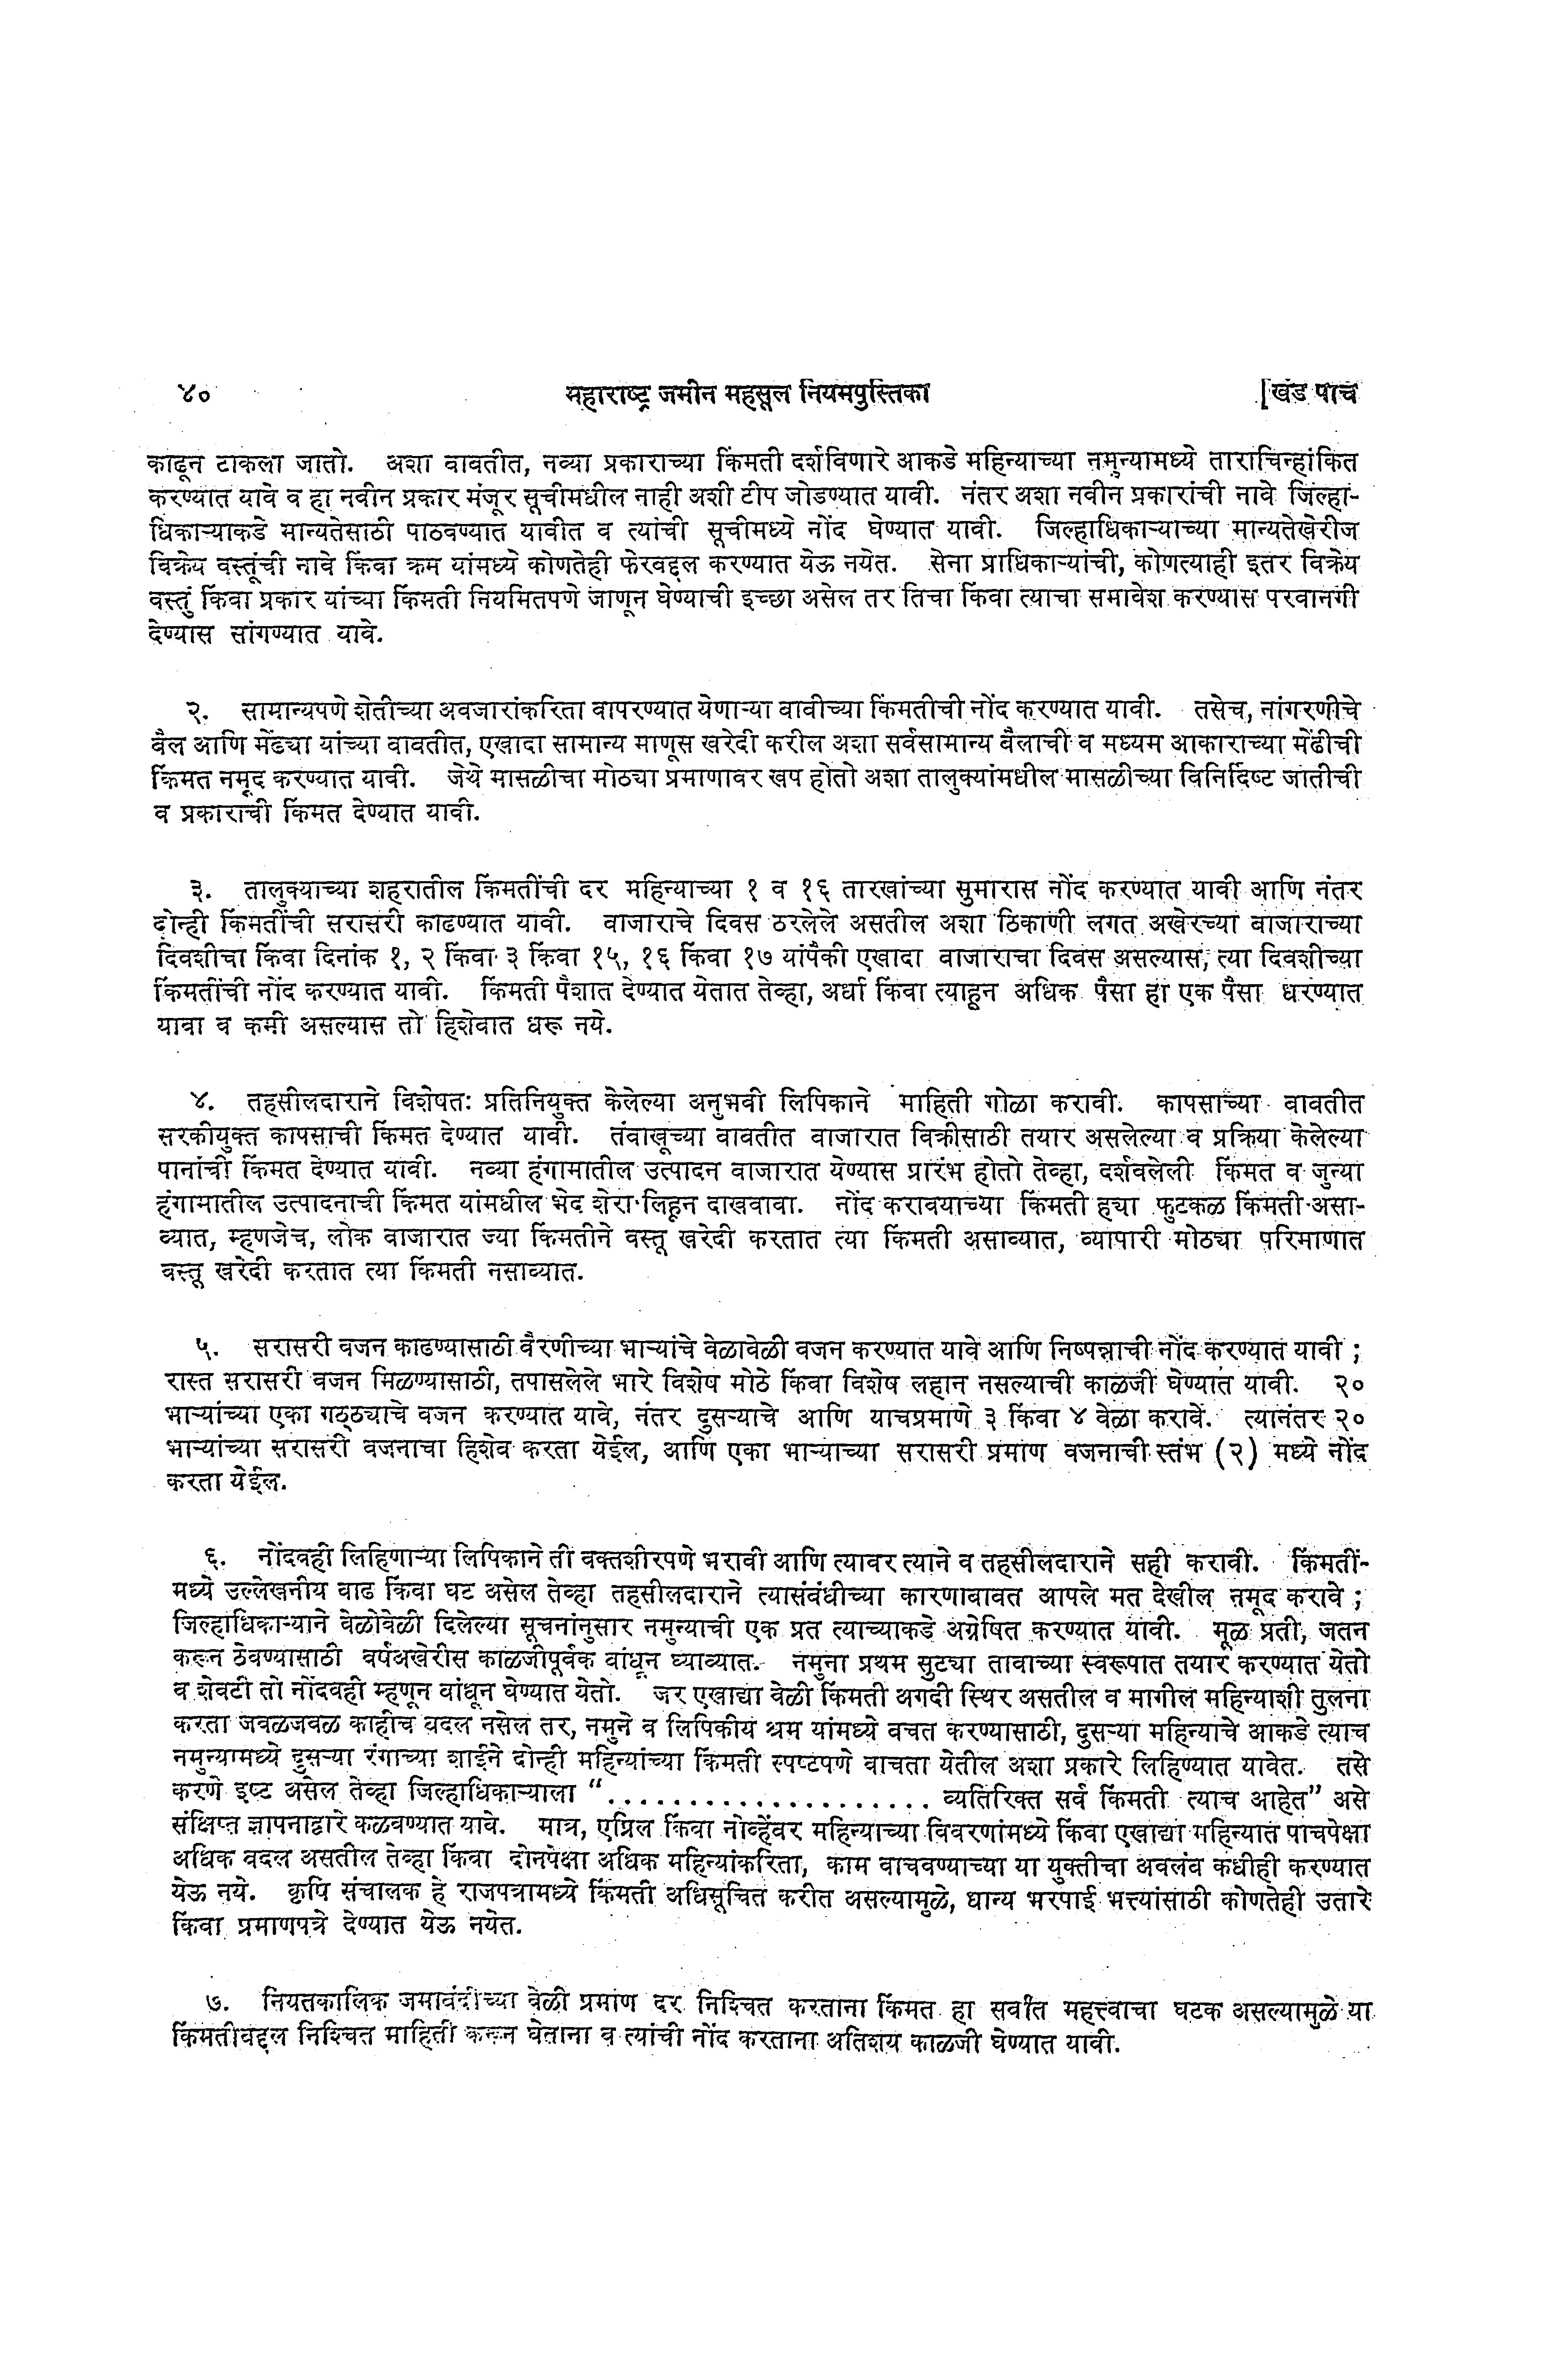 ४० महाराष्ट्र जमीन महसूल नियमपुस्तिका [खंड पाच
काढून टाकला जातो. अशा बाबतीत, नव्या प्रकाराच्या किंमती दर्शविणारे आकडे महिन्याच्या नमुन्यामध्ये ताराचिन्हांकित
करण्यात यावे व हा नवीन प्रकार मंजूर सूचीमधील नाही अशी टीप जोडण्यात यावी. नंतर अशा नवीन प्रकारांची नावे जिल्हा-
धिकाऱ्याकडे मान्यतेसाठी पाठवण्यात यावीत व त्यांची सूचीमध्ये नोंद घेण्यात यावी. जिल्हाधिकाऱ्याच्या मान्यतेखेरीज
विक्रेय वस्तूंची नावे किंवा क्रम यांमध्ये कोणतेही फेरबद्दल करण्यात येऊ नयेत. सेना प्राधिकाऱ्यांची, कोणत्याही इतर विक्रेय
वस्तुं किंवा प्रकार यांच्या किंमती नियमितपणे जाणून घेण्याची इच्छा असेल तर तिचा किंवा त्याचा समावेश करण्यास परवानगी
देण्यास सांगण्यात यावे.
२. सामान्यपणे शेतीच्या अवजारांकरिता वापरण्यात येणाऱ्या बाबीच्या किंमतीची नोंद करण्यात यावी. तसेच, नांगरणीचे
बैल आणि मेंढ्या यांच्या बाबतीत, एखादा सामान्य माणूस खरेदी करील अशा सर्वसामान्य बैलाची व मध्यम आकाराच्या मेंढीची
किंमत नमूद करण्यात यावी. जेथे मासळीचा मोठ्या प्रमाणावर खप होतो अशा तालुक्यांमधील मासळीच्या विनिर्दिष्ट जातीची
व प्रकाराची किंमत देण्यात यावी.
३. तालुक्याच्या शहरातील किंमतींची दर महिन्याच्या १ व १६ तारखांच्या सुमारास नोंद करण्यात यावी आणि नंतर
दोन्ही किंमतींची सरासरी काढण्यात यावी. बाजाराचे दिवस ठरलेले असतील अशा ठिकाणी लगत अखेरच्या बाजाराच्या
दिवशीचा किंवा दिनांक १, २ किंवा ३ किंवा १५, १६ किंवा १७ यांपैकी एखादा बाजाराचा दिवस असल्यास, त्या दिवशीच्या
किंमतींची नोंद करण्यात यावी. किंमती पैशात देण्यात येतात तेव्हा, अर्धा किंवा त्याहून अधिक पैसा हा एक पैसा धरण्यात
यावा व कमी असल्यास तो हिशेबात धरू नये.
४. तहसीलदाराने विशेषतः प्रतिनियुक्त केलेल्या अनुभवी लिपिकाने माहिती गोळा करावी. कापसाच्या बाबतीत
सरकीयुक्त कापसाची किंमत देण्यात यावी. तंबाखूच्या बाबतीत बाजारात विक्रीसाठी तयार असलेल्या व प्रक्रिया केलेल्या
पानांची किंमत देण्यात यावी. नव्या हंगामातील उत्पादन बाजारात येण्यास प्रारंभ होतो तेव्हा, दर्शवलेली किंमत व जुन्या
हंगामातील उत्पादनाची किंमत यांमधील भेद शेरा लिहून दाखवावा. नोंद करावयाच्या किंमती ह्या फुटकळ किंमती असा-
व्यात, म्हणजेच, लोक बाजारात ज्या किंमतीने वस्तू खरेदी करतात त्या किंमती असाव्यात, व्यापारी मोठ्या परिमाणात
वस्तू खरेदी करतात त्या किंमती नसाव्यात.
५. सरासरी वजन काढण्यासाठी वैरणीच्या भाऱ्यांचे वेळावेळी वजन करण्यात यावे आणि निष्पन्नाची नोंद करण्यात यावी ;
रास्त सरासरी वजन मिळण्यासाठी, तपासलेले भारे विशेष मोठे किंवा विशेष लहान नसल्याची काळजी घेण्यात यावी. २०
भाऱ्यांच्या एका गठ्ठ्याचे वजन करण्यात यावे, नंतर दुसऱ्याचे आणि याचप्रमाणे ३ किंवा ४ वेळा करावें. त्यानंतर २०
भाऱ्यांच्या सरासरी वजनाचा हिशेब करता येईल, आणि एका भाऱ्याच्या सरासरी प्रमाण वजनाची स्तंभ (२) मध्ये नोंद
करता येईल.
६. नोंदवही लिहिणाऱ्या लिपिकाने ती वक्तशीरपणे भरावी आणि त्यावर त्याने व तहसीलदाराने सही करावी. किंमतीं-
मध्ये उल्लेखनीय वाढ किंवा घट असेल तेव्हा तहसीलदाराने त्यासंबंधीच्या कारणाबाबत आपले मत देखील नमूद करावे ;
जिल्हाधिकाऱ्याने वेळोवेळी दिलेल्या सूचनांनुसार नमुन्याची एक प्रत त्याच्याकडे अग्रेषित करण्यात यावी. मूळ प्रती, जतन
करून ठेवण्यासाठी वर्षअखेरीस काळजीपूर्वक बांधून घ्याव्यात. नमुना प्रथम सुट्या तावाच्या स्वरूपात तयार करण्यात येतो
व शेवटी तो नोंदवही म्हणून बांधून घेण्यात येतो. जर एखाद्या वेळी किंमती अगदी स्थिर असतील व मागील महिन्याशी तुलना
करता जवळजवळ काहीच बदल नसेल तर, नमुने व लिपिकीय श्रम यांमध्ये बचत करण्यासाठी, दुसऱ्या महिन्याचे आकडे त्याच
नमुन्यामध्ये दुसऱ्या रंगाच्या शाईने दोन्ही महिन्यांच्या किंमती स्पष्टपणे वाचता येतील अशा प्रकारे लिहिण्यात यावेत. तसे
करणे इष्ट असेल तेव्हा जिल्हाधिकाऱ्याला “..................... व्यतिरिक्त सर्व किंमती त्याच आहेत” असे
संक्षिप्त ज्ञापनाद्वारे कळवण्यात यावे. मात्र, एप्रिल किंवा नोव्हेंबर महिन्याच्या विवरणांमध्ये किंवा एखाद्या महिन्यात पाचपेक्षा
अधिक बदल असतील तेव्हा किंवा दोनपेक्षा अधिक महिन्यांकरिता, काम वाचवण्याच्या या युक्तीचा अवलंब कधीही करण्यात
येऊ नये. कृषि संचालक हे राजपत्रामध्ये किंमती अधिसूचित करीत असल्यामुळे, धान्य भरपाई भत्त्यांसाठी कोणतेही उतारे
किंवा प्रमाणपत्रे देण्यात येऊ नयेत.
७. नियतकालिक जमाबंदीच्या वेळी प्रमाण दर निश्चित करताना किंमत हा सर्वांत महत्त्वाचा घटक असल्यामुळे या
किंमतीबद्दल निश्चित माहिती करून घेताना व त्यांची नोंद करताना अतिशय काळजी घेण्यात यावी.